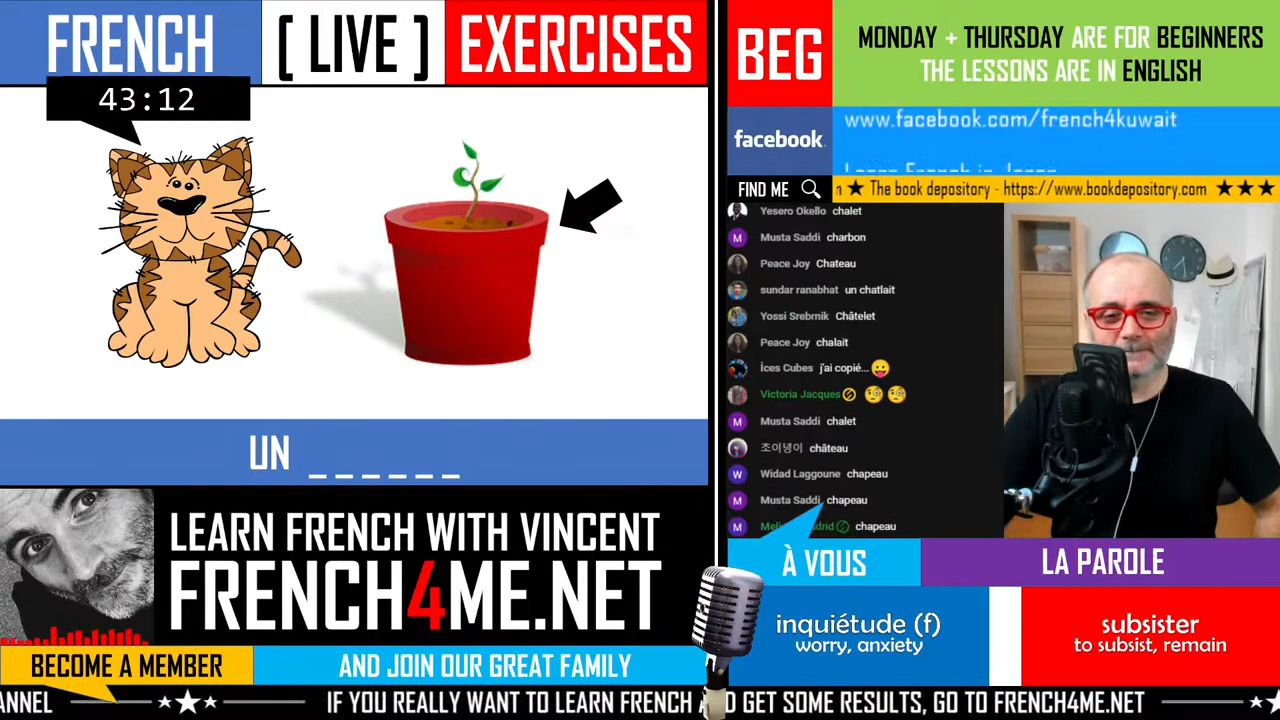 FRENCH
[ LIVE ]
EXERCISES
43:12
UN _ _ _ _ _
LEARN FRENCH WITH VINCENT
FRENCH4ME.NET
BECOME A MEMBER
AND JOIN OUR GREAT FAMILY
BEG
MONDAY + THURSDAY ARE FOR BEGINNERS
THE LESSONS ARE IN ENGLISH
facebook.
www.facebook.com/french4kuwait
FIND ME
★ The book depository - https://www.bookdepository.com ★★★
Yesero Okello chalet
M Musta Saddi charbon
Peace Joy Chateau
sundar ranabhat un chatlait
Yossi Srebrnik Châtelet
Peace Joy chalait
İces Cubes j'ai copié...
Victoria Jacques
M Musta Saddi chalet
초이녕이 château
W Widad Laggoune chapeau
M Musta Saddi chapeau
M chapeau
À VOUS
LA PAROLE
inquiétude (f)
worry, anxiety
subsister
to subsist, remain
IF YOU REALLY WANT TO LEARN FRENCH AND GET SOME RESULTS, GO TO FRENCH4ME.NET